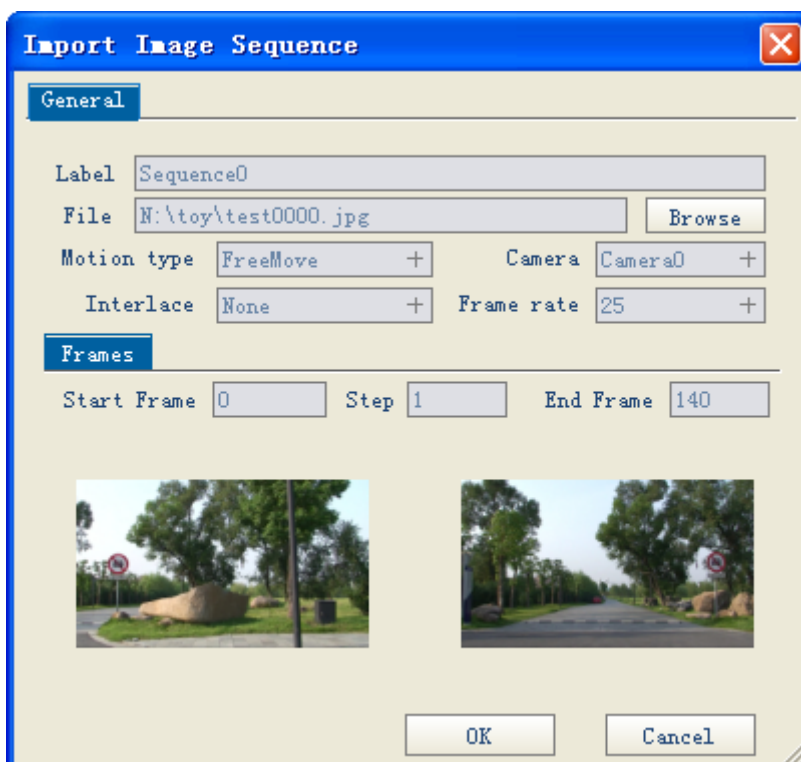 Import Image Sequence
General
Label Sequence0
File N:\toy\test0000.jpg Browse
Motion type FreeMove + Camera Camera0 +
Interlace None + Frame rate 25 +
Frames
Start Frame 0 Step 1 End Frame 140
OK Cancel